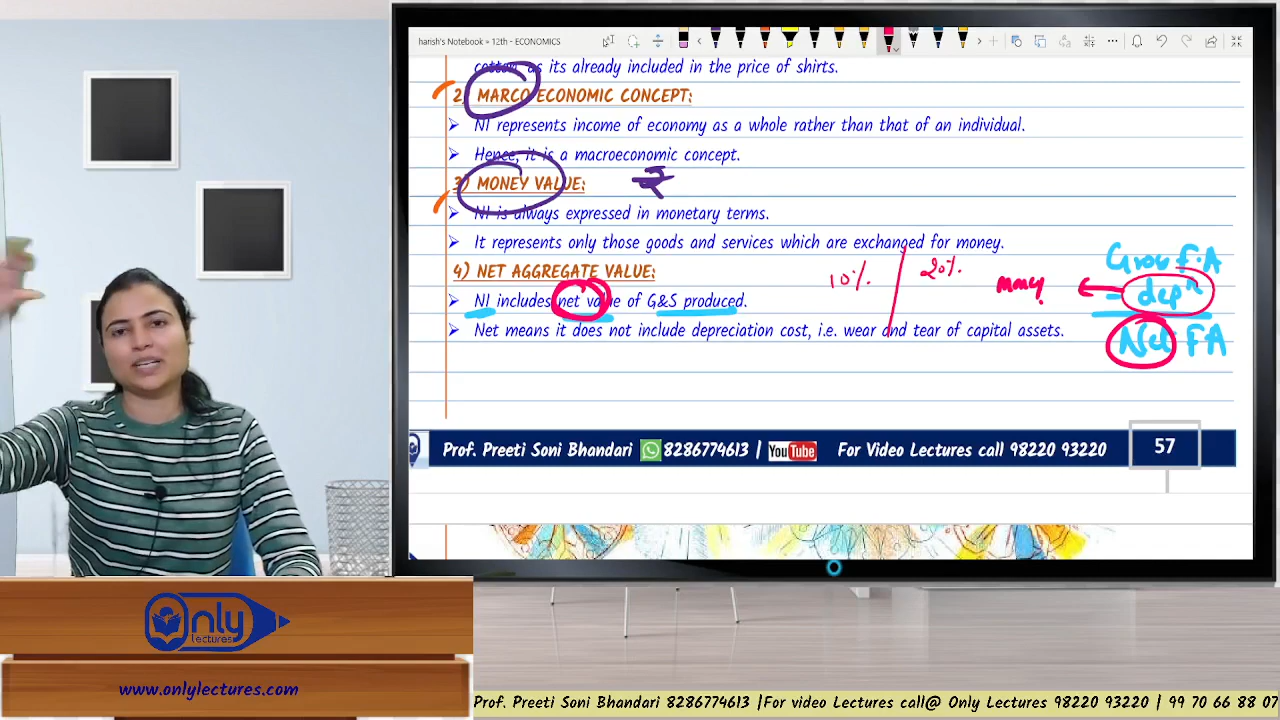 harish's Notebook » 12th - ECONOMICS
cotton, as its already included in the price of shirts.
2) MARCO ECONOMIC CONCEPT:
➤ NI represents income of economy as a whole rather than that of an individual.
➤ Hence, it is a macroeconomic concept.
3) MONEY VALUE: ₹
➤ NI is always expressed in monetary terms.
➤ It represents only those goods and services which are exchanged for money.
4) NET AGGREGATE VALUE:
10% 20% money
Gross F.A
- depn
Net FA
➤ NI includes net value of G&S produced.
➤ Net means it does not include depreciation cost, i.e. wear and tear of capital assets.
Prof. Preeti Soni Bhandari 8286774613 | YouTube For Video Lectures call 98220 93220 57
Only
lectures
www.onlylectures.com
Prof. Preeti Soni Bhandari 8286774613 |For video Lectures call@ Only Lectures 98220 93220 | 99 70 66 88 07